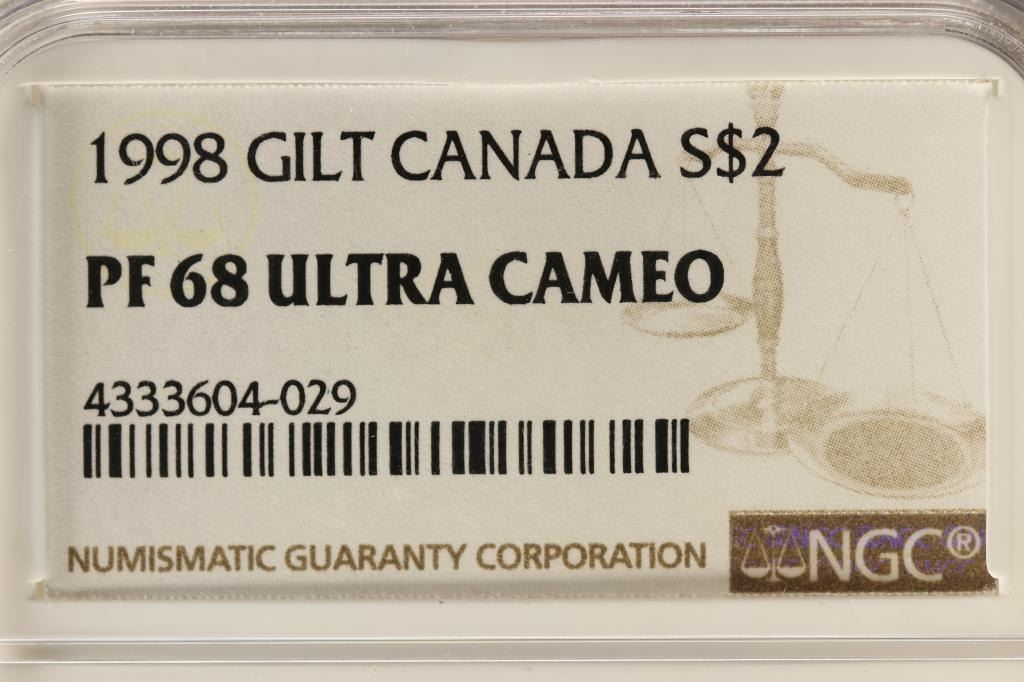 1998 GILT CANADA S$2
PF 68 ULTRA CAMEO
4333604-029
NUMISMATIC GUARANTY CORPORATION
NGC®